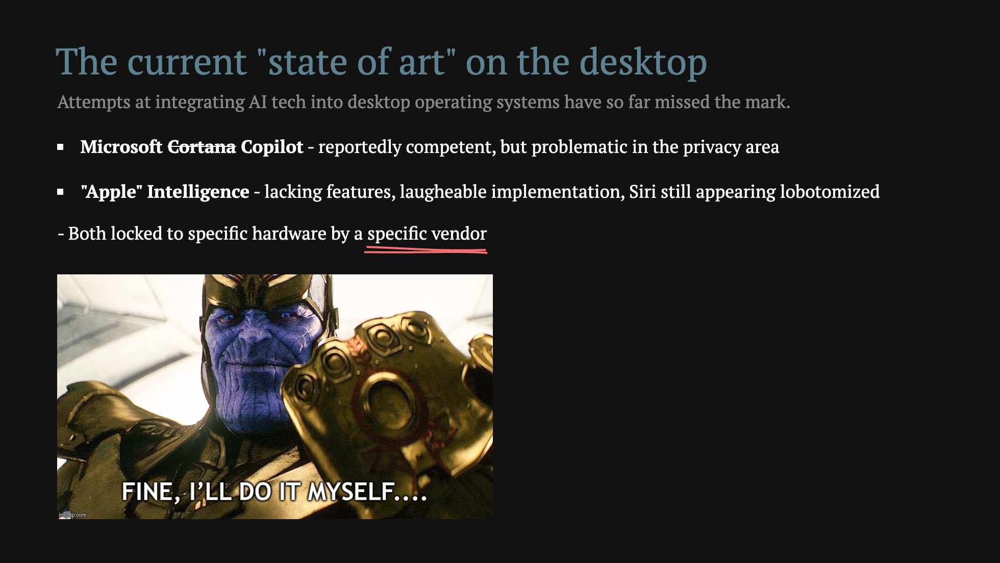 The current "state of art" on the desktop
Attempts at integrating AI tech into desktop operating systems have so far missed the mark.
Microsoft Cortana Copilot - reportedly competent, but problematic in the privacy area
"Apple" Intelligence - lacking features, laugheable implementation, Siri still appearing lobotomized
- Both locked to specific hardware by a specific vendor
FINE, I'LL DO IT MYSELF....
imgflip.com